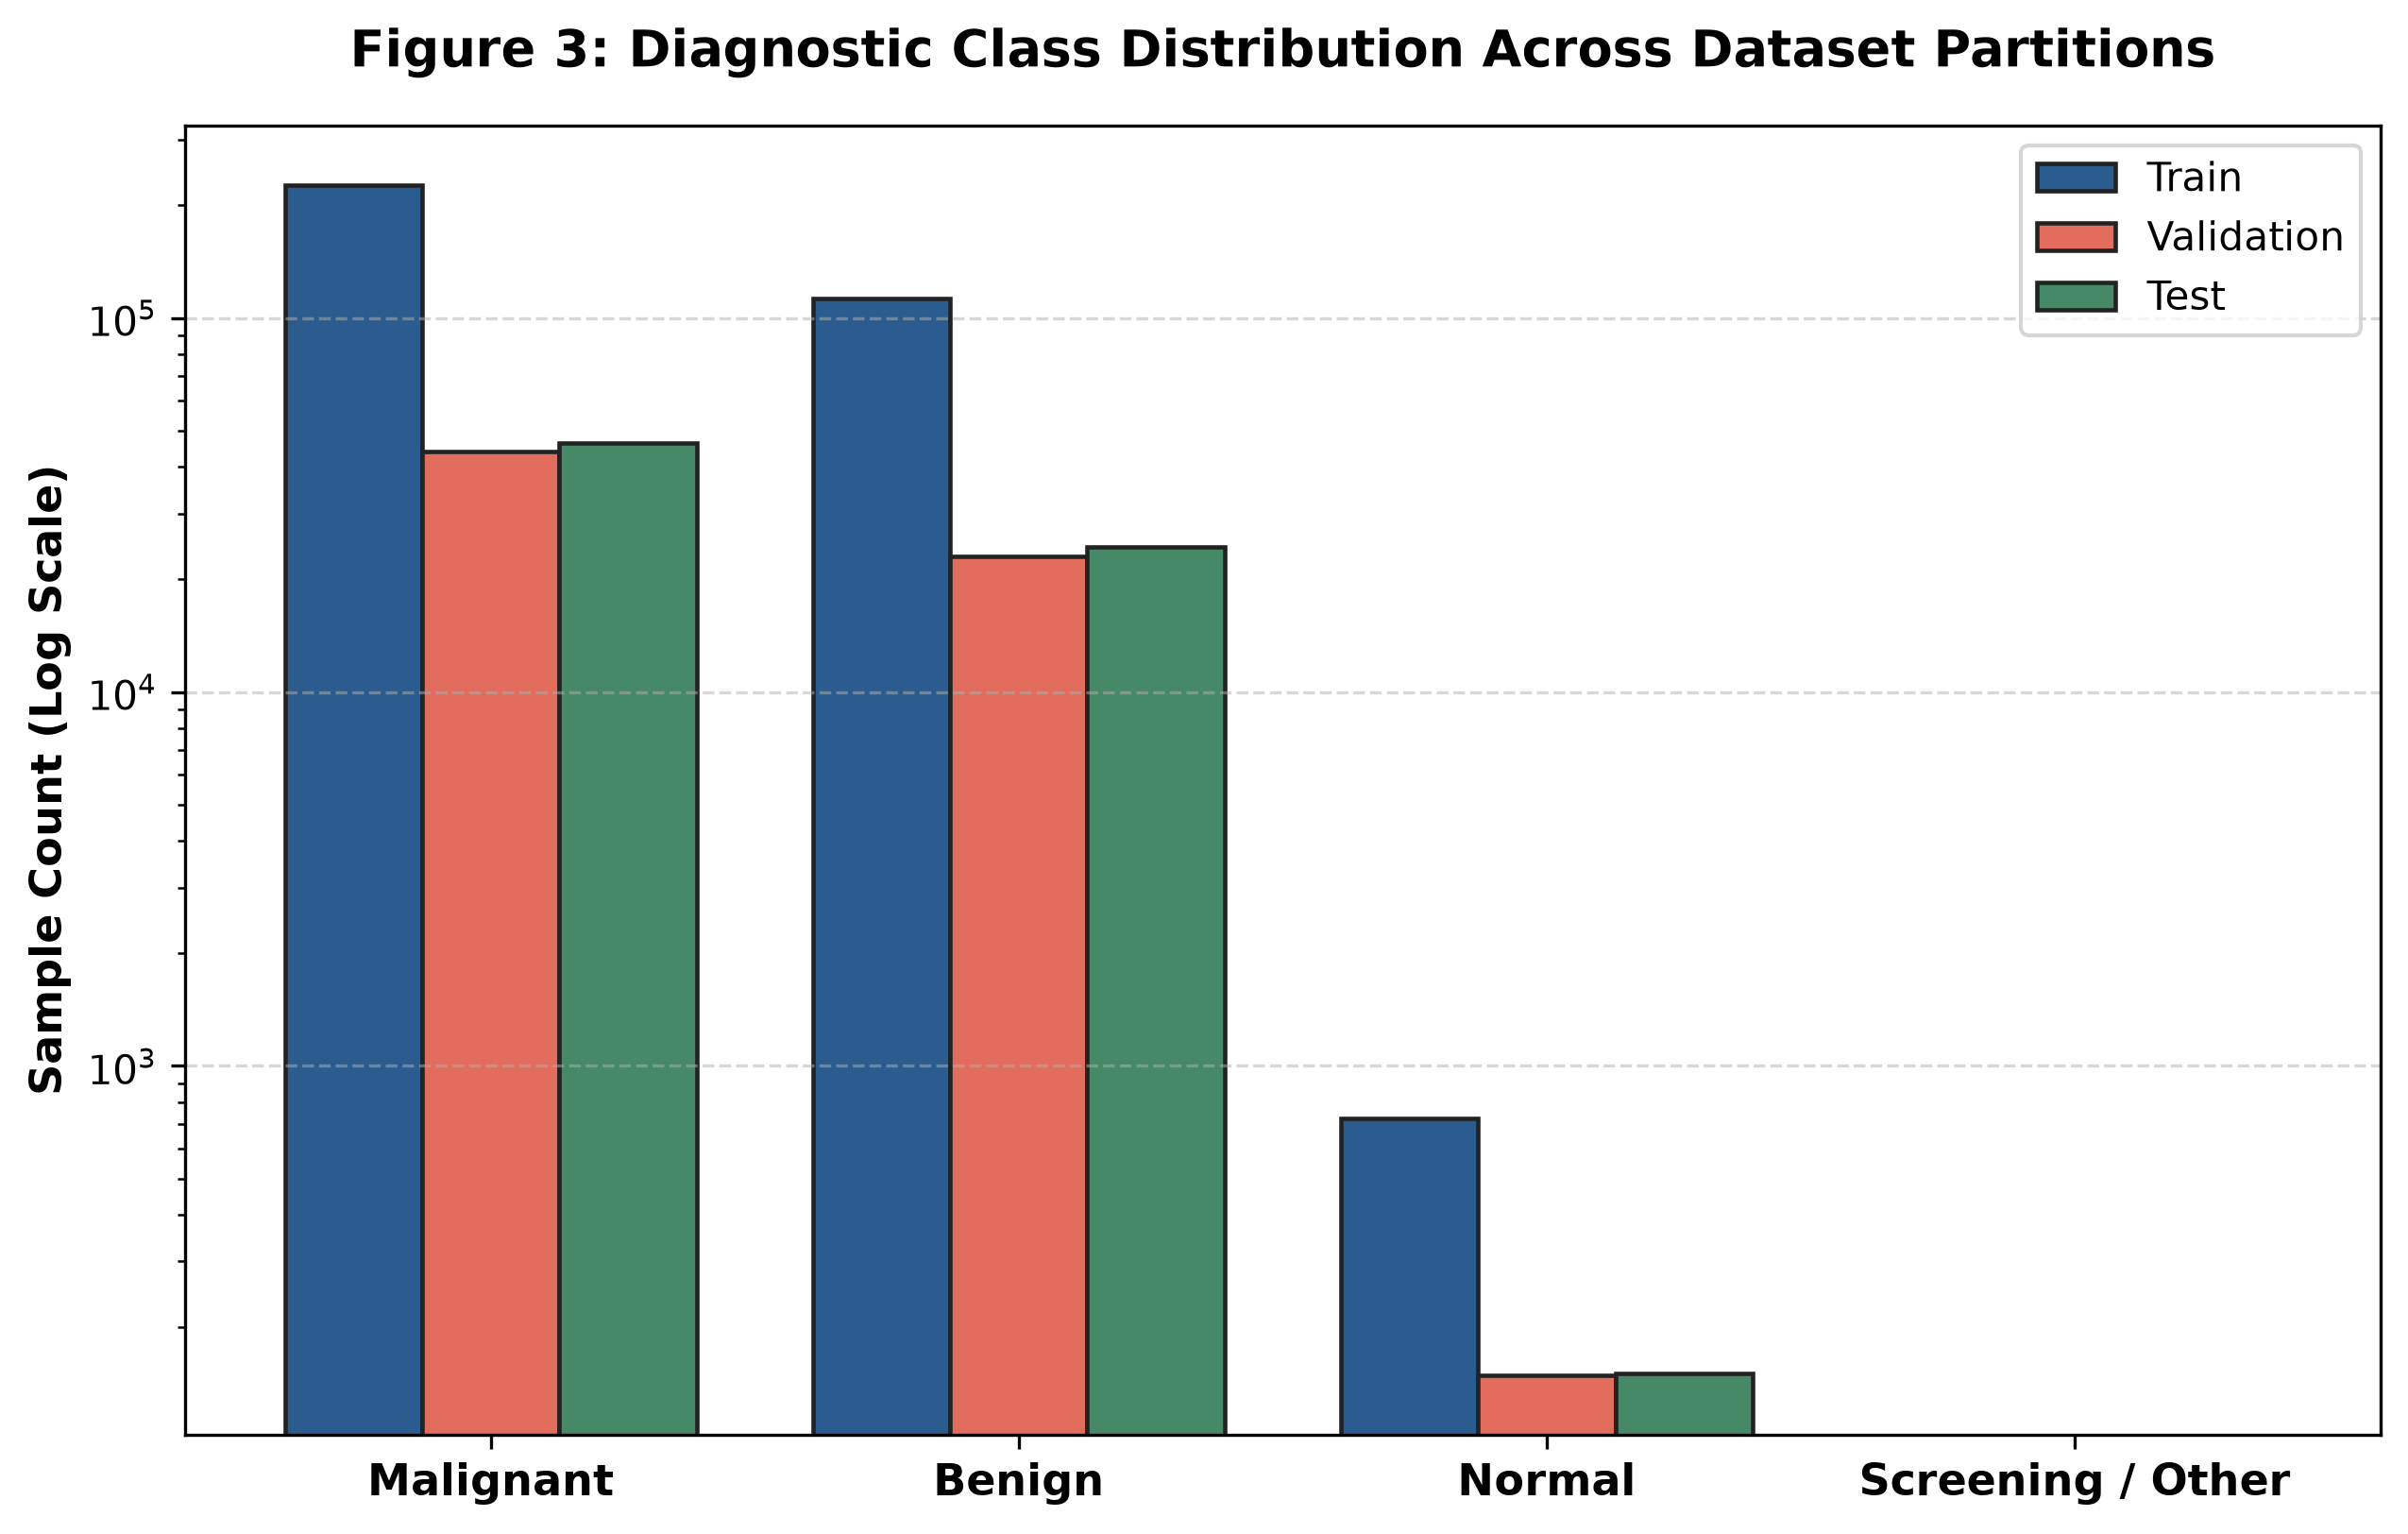 Figure 3: Diagnostic Class Distribution Across Dataset Partitions
Train
Validation
Test
Sample Count (Log Scale)
10⁵
10⁴
10³
Malignant
Benign
Normal
Screening / Other